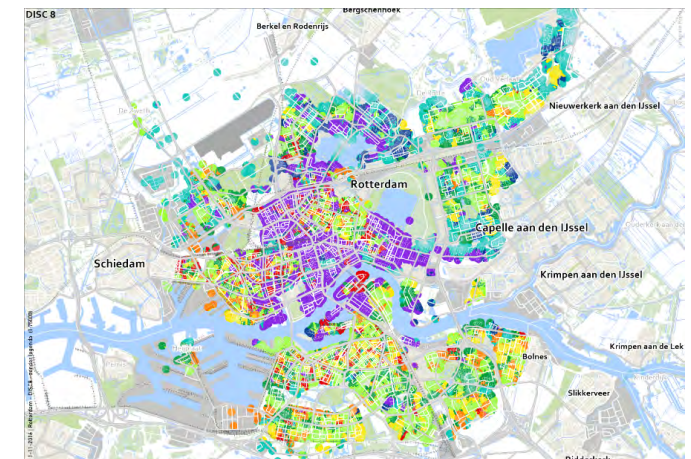 DISC 8
Bergschenhoek
Berkel en Rodenrijs
Nieuwerkerk aan den IJssel
Rotterdam
Capelle aan den IJssel
Schiedam
Krimpen aan den IJssel
Krimpen aan de Lek
Bolnes
Slikkerveer
Ridderkerk